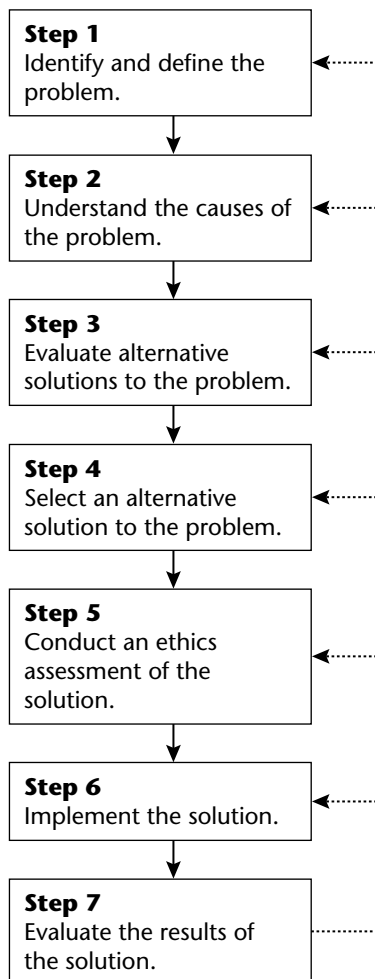 Step 1
Identify and define the
problem.
Step 2
Understand the causes of
the problem.
Step 3
Evaluate alternative
solutions to the problem.
Step 4
Select an alternative
solution to the problem.
Step 5
Conduct an ethics
assessment of the
solution.
Step 6
Implement the solution.
Step 7
Evaluate the results of
the solution.